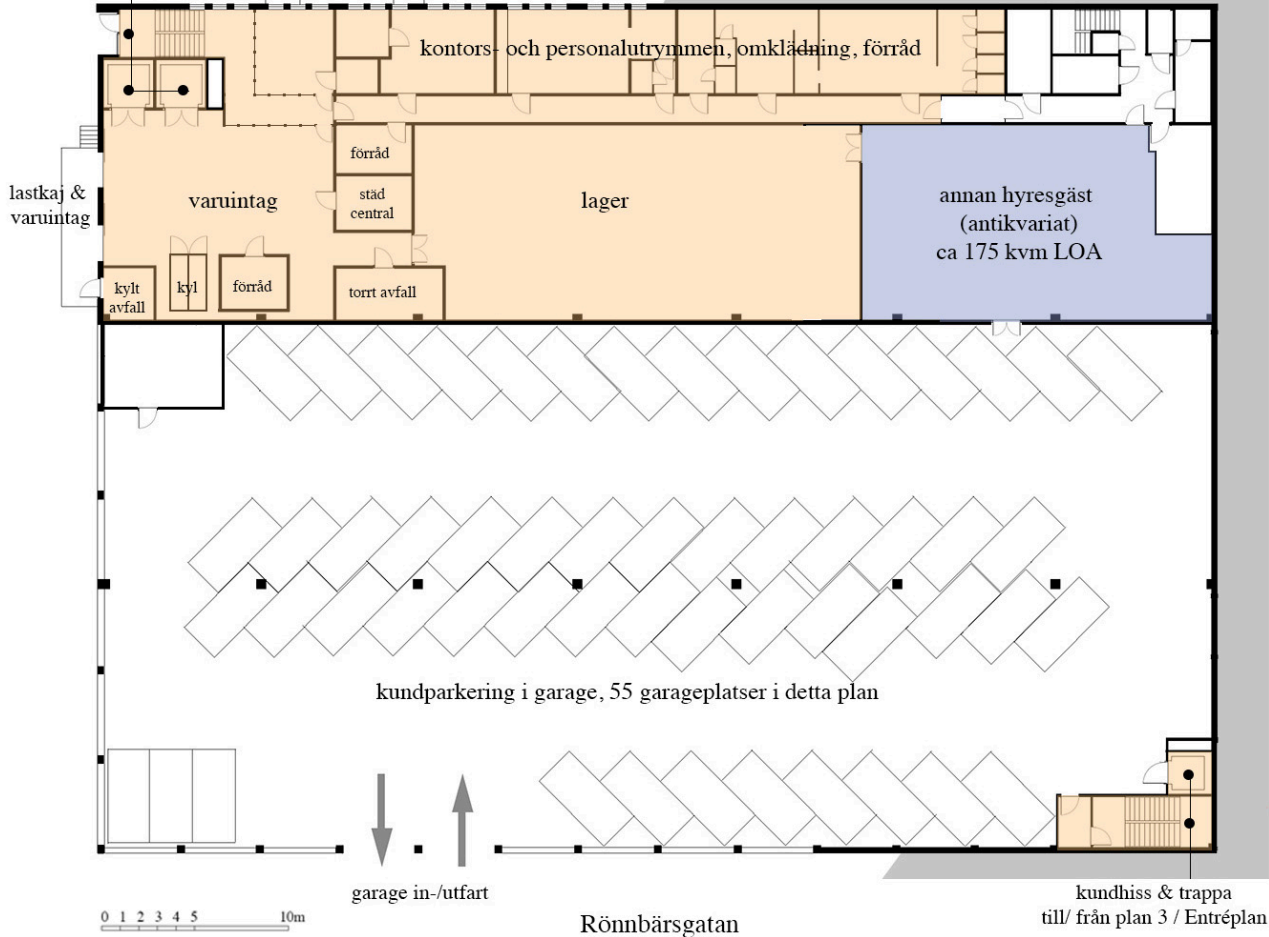 kontors- och personalutrymmen, omklädning, förråd
förråd
lastkaj &
varuintag
varuintag
städ
central
lager
annan hyresgäst
(antikvariat)
ca 175 kvm LOA
kylt
avfall
kyl
förråd
torrt avfall
kundparkering i garage, 55 garageplatser i detta plan
garage in-/utfart
kundhiss & trappa
till/ från plan 3 / Entréplan
0 1 2 3 4 5 10m
Rönnbärsgatan